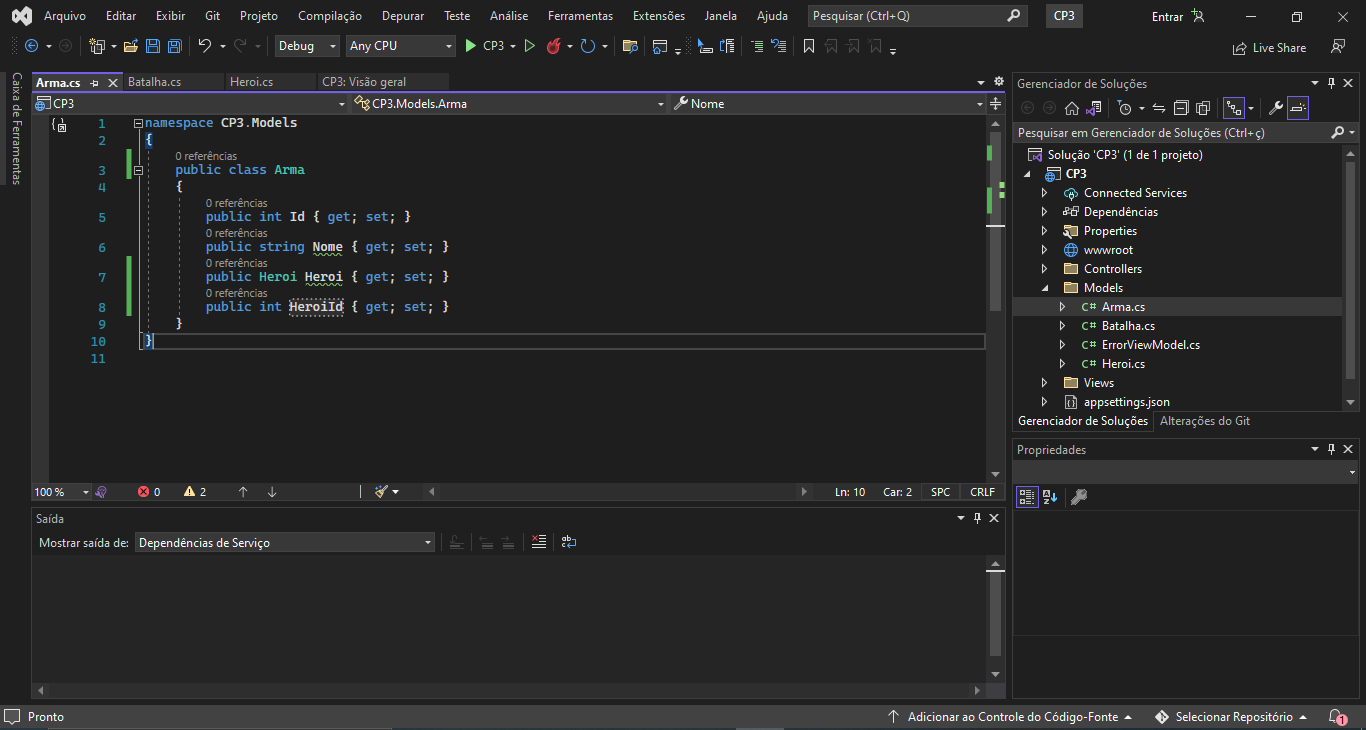 Arquivo Editar Exibir Git Projeto Compilação Depurar Teste Análise Ferramentas Extensões Janela Ajuda Pesquisar (Ctrl+Q) CP3 Entrar
Debug Any CPU CP3 Live Share
Caixa de Ferramentas
Arma.cs Batalha.cs Heroi.cs CP3: Visão geral
CP3 CP3.Models.Arma Nome
1 namespace CP3.Models
2 {
0 referências
3 public class Arma
4 {
0 referências
5 public int Id { get; set; }
0 referências
6 public string Nome { get; set; }
0 referências
7 public Heroi Heroi { get; set; }
0 referências
8 public int HeroiId { get; set; }
9 }
10 }
11
100 % 0 2 Ln: 10 Car: 2 SPC CRLF
Saída
Mostrar saída de: Dependências de Serviço
Gerenciador de Soluções
Pesquisar em Gerenciador de Soluções (Ctrl+ç)
Solução 'CP3' (1 de 1 projeto)
CP3
Connected Services
Dependências
Properties
wwwroot
Controllers
Models
C# Arma.cs
C# Batalha.cs
C# ErrorViewModel.cs
C# Heroi.cs
Views
appsettings.json
Gerenciador de Soluções Alterações do Git
Propriedades
Pronto Adicionar ao Controle do Código-Fonte Selecionar Repositório 1